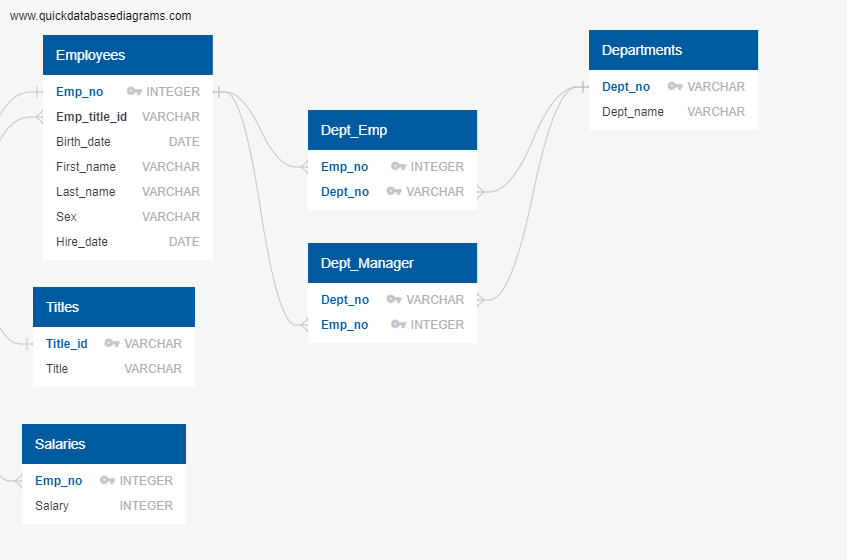 www.quickdatabasediagrams.com
Employees
Emp_no INTEGER
Emp_title_id VARCHAR
Birth_date DATE
First_name VARCHAR
Last_name VARCHAR
Sex VARCHAR
Hire_date DATE
Dept_Emp
Emp_no INTEGER
Dept_no VARCHAR
Departments
Dept_no VARCHAR
Dept_name VARCHAR
Dept_Manager
Dept_no VARCHAR
Emp_no INTEGER
Titles
Title_id VARCHAR
Title VARCHAR
Salaries
Emp_no INTEGER
Salary INTEGER